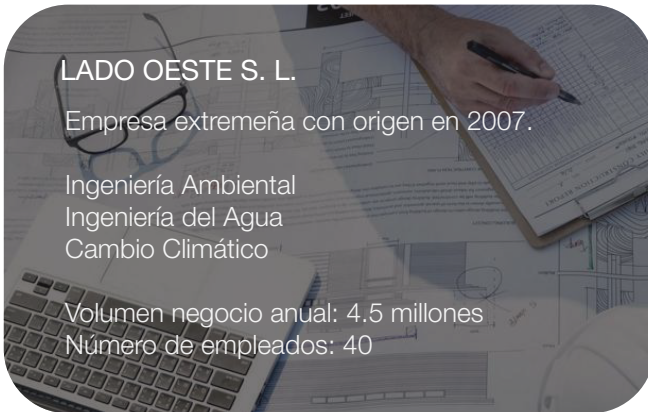 LADO OESTE S. L.
Empresa extremeña con origen en 2007.
Ingeniería Ambiental
Ingeniería del Agua
Cambio Climático
Volumen negocio anual: 4.5 millones
Número de empleados: 40